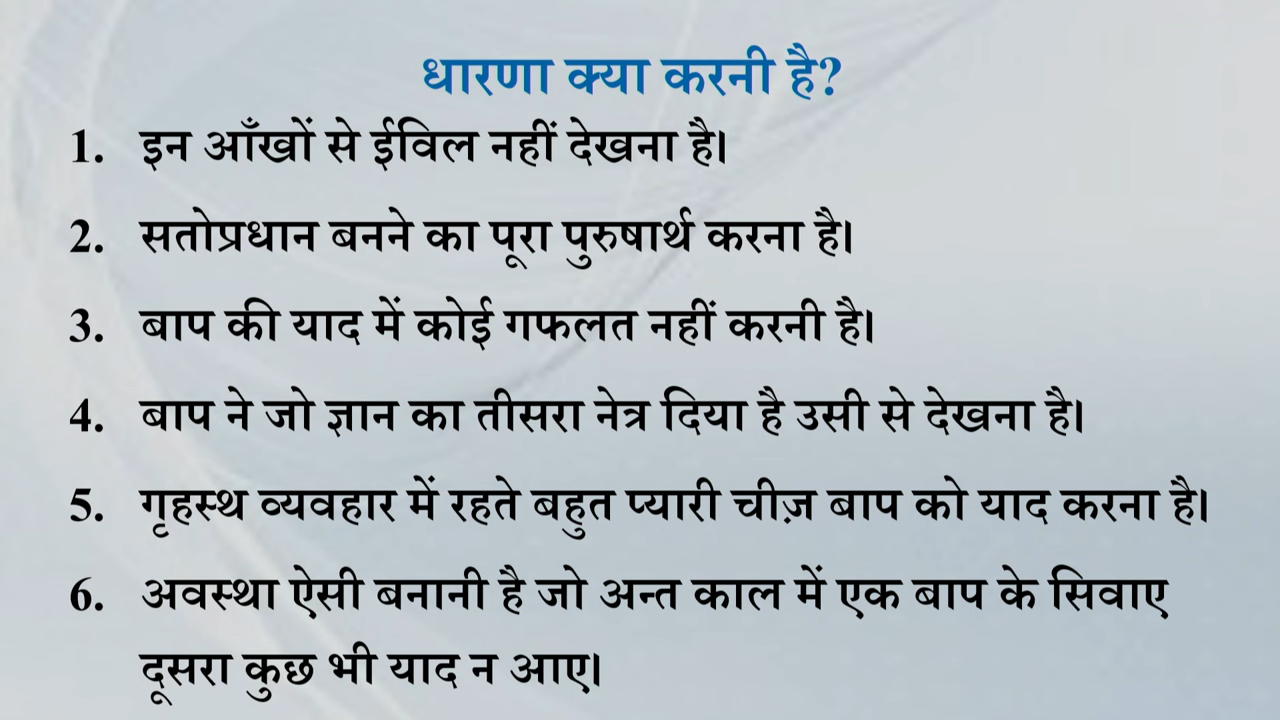 धारणा क्या करनी है?
1. इन आँखों से ईविल नहीं देखना है।
2. सतोप्रधान बनने का पूरा पुरुषार्थ करना है।
3. बाप की याद में कोई गफलत नहीं करनी है।
4. बाप ने जो ज्ञान का तीसरा नेत्र दिया है उसी से देखना है।
5. गृहस्थ व्यवहार में रहते बहुत प्यारी चीज़ बाप को याद करना है।
6. अवस्था ऐसी बनानी है जो अन्त काल में एक बाप के सिवाए
दूसरा कुछ भी याद न आए।